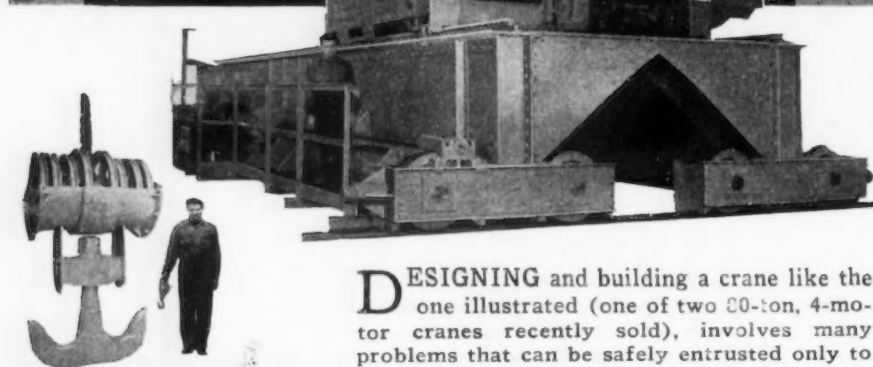 DESIGNING and building a crane like the
one illustrated (one of two -ton, 4-mo-
tor cranes recently sold), involves many
problems that can be safely entrusted only to